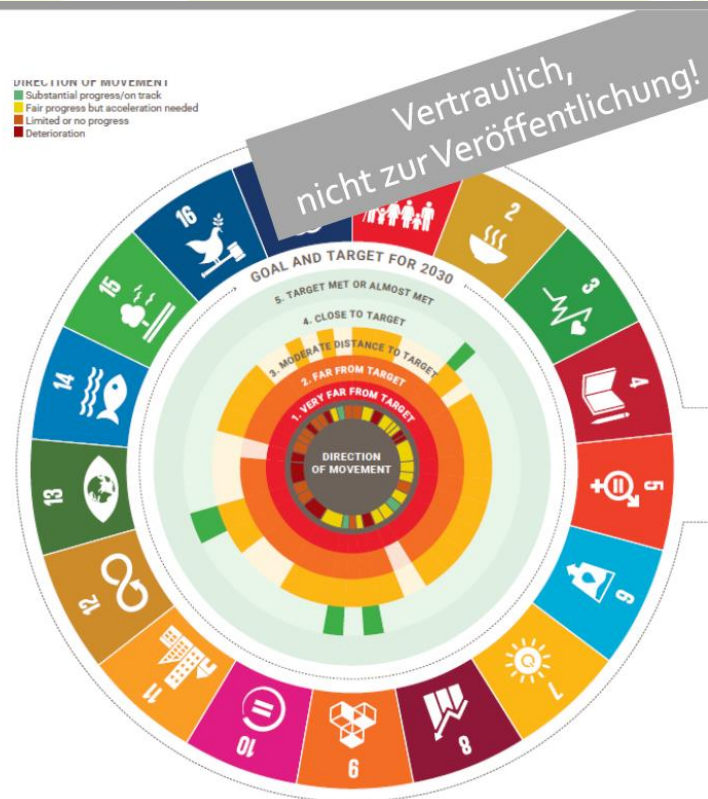 DIRECTION OF MOVEMENT
Substantial progress/on track
Fair progress but acceleration needed
Limited or no progress
Deterioration
Vertraulich,
nicht zur Veröffentlichung!
GOAL AND TARGET FOR 2030
5. TARGET MET OR ALMOST MET
4. CLOSE TO TARGET
3. MODERATE DISTANCE TO TARGET
2. FAR FROM TARGET
1. VERY FAR FROM TARGET
DIRECTION
OF MOVEMENT
2
3
4
5
6
7
8
9
10
11
12
13
14
15
16